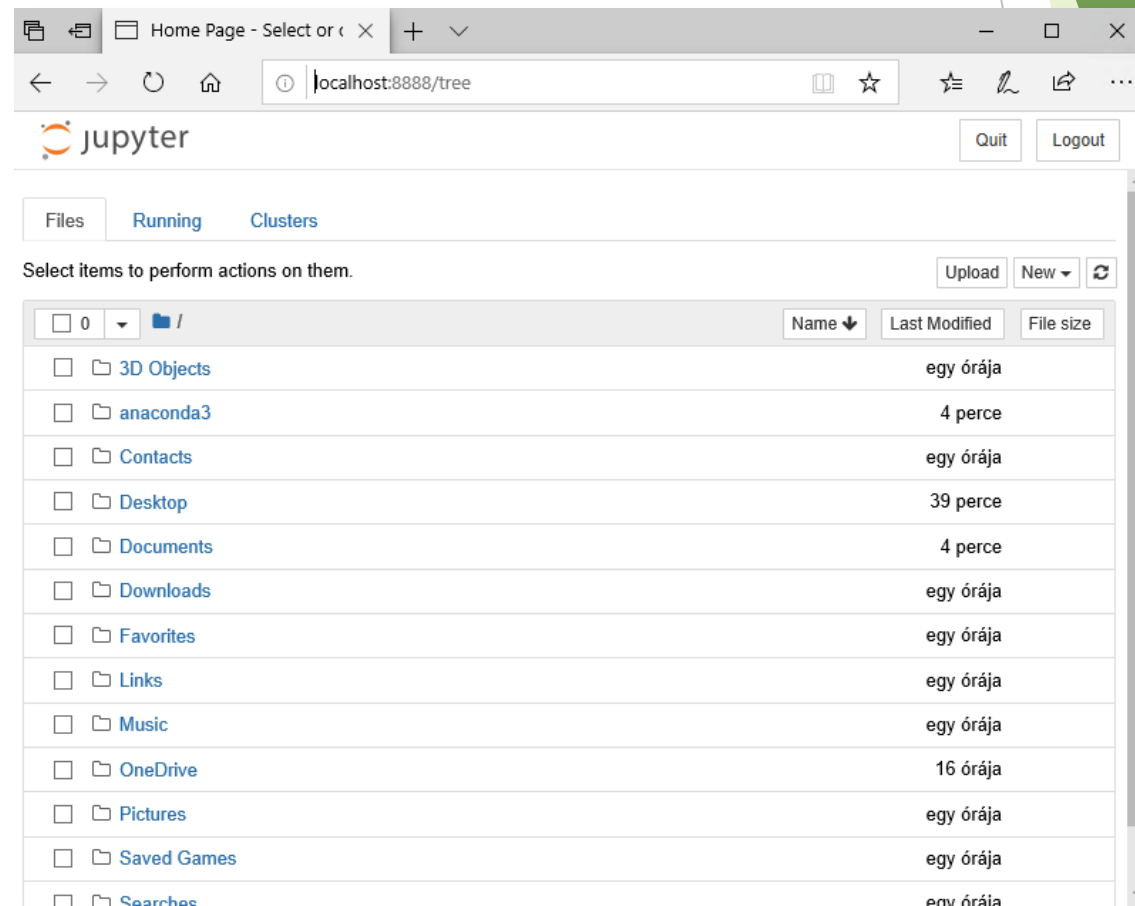 Home Page - Select or c
localhost:8888/tree
jupyter
Quit Logout
Files Running Clusters
Select items to perform actions on them.
Upload New
0 / Name Last Modified File size
3D Objects egy órája
anaconda3 4 perce
Contacts egy órája
Desktop 39 perce
Documents 4 perce
Downloads egy órája
Favorites egy órája
Links egy órája
Music egy órája
OneDrive 16 órája
Pictures egy órája
Saved Games egy órája
Searches egy órája